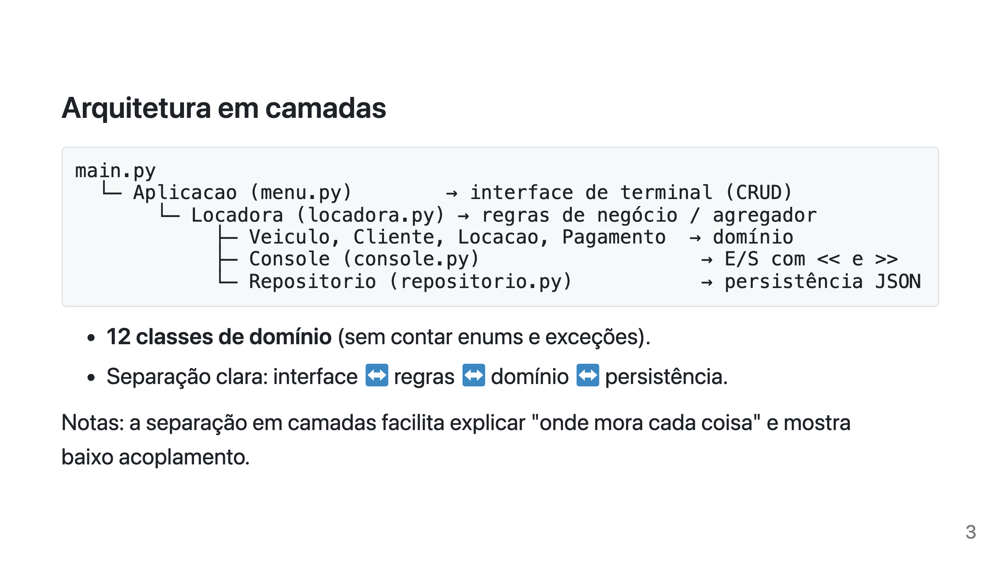 Arquitetura em camadas
main.py
└─ Aplicacao (menu.py) → interface de terminal (CRUD)
└─ Locadora (locadora.py) → regras de negócio / agregador
├─ Veiculo, Cliente, Locacao, Pagamento → domínio
├─ Console (console.py) → E/S com << e >>
└─ Repositorio (repositorio.py) → persistência JSON
• 12 classes de domínio (sem contar enums e exceções).
• Separação clara: interface ↔️ regras ↔️ domínio ↔️ persistência.
Notas: a separação em camadas facilita explicar "onde mora cada coisa" e mostra
baixo acoplamento.
3